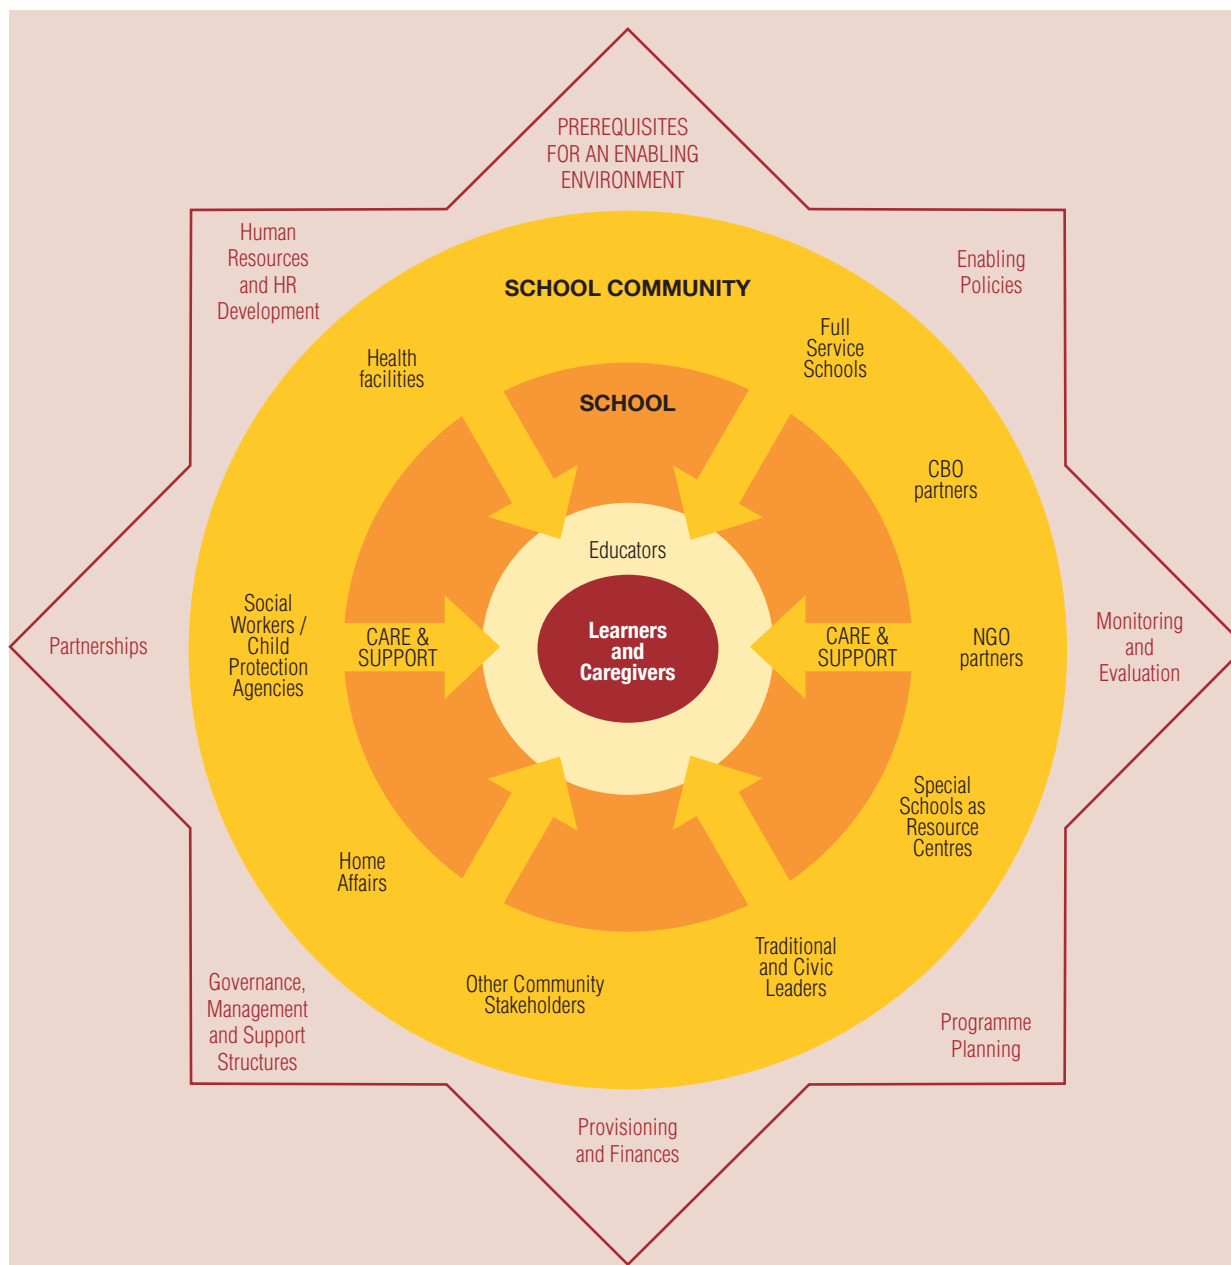 PREREQUISITES
FOR AN ENABLING
ENVIRONMENT
Human
Resources
and HR
Development
Enabling
Policies
SCHOOL COMMUNITY
Health
facilities
Full
Service
Schools
SCHOOL
CBO
partners
Educators
Learners
and
Caregivers
CARE &
SUPPORT
CARE &
SUPPORT
Social
Workers /
Child
Protection
Agencies
NGO
partners
Partnerships
Monitoring
and
Evaluation
Special
Schools as
Resource
Centres
Home
Affairs
Traditional
and Civic
Leaders
Other Community
Stakeholders
Governance,
Management
and Support
Structures
Programme
Planning
Provisioning
and Finances